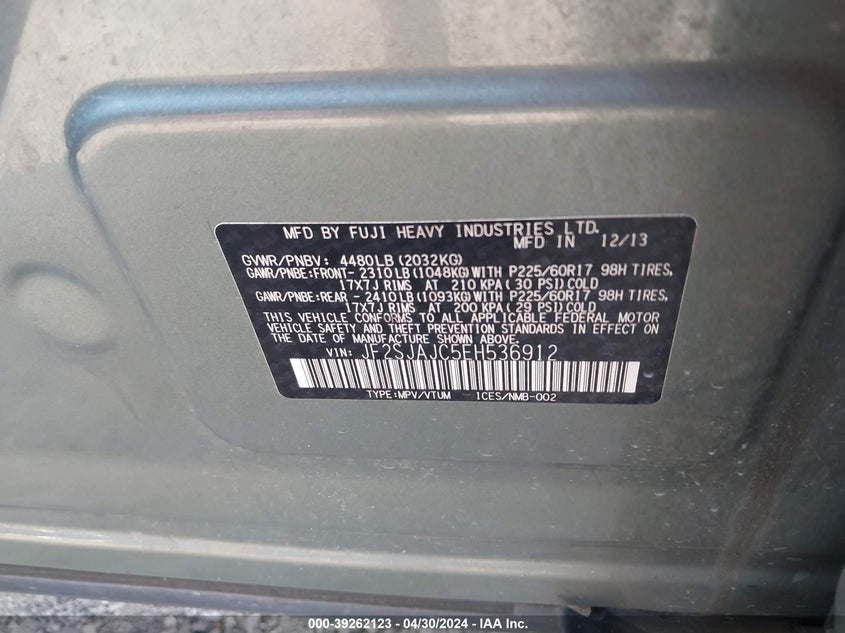 MFD BY FUJI HEAVY INDUSTRIES LTD.
MFD IN 12/13
GVWR/PNBV: 4480LB (2032KG)
GAWR/PNBE:FRONT- 2310LB (1048KG) WITH P225/60R17 98H TIRES,
17X7J RIMS AT 210 KPA (30 PSI) COLD
GAWR/PNBE:REAR - 2410LB (1093KG) WITH P225/60R17 98H TIRES,
17X7J RIMS AT 200 KPA (29 PSI) COLD
THIS VEHICLE CONFORMS TO ALL APPLICABLE FEDERAL MOTOR
VEHICLE SAFETY AND THEFT PREVENTION STANDARDS IN EFFECT ON
THE DATE OF MANUFACTURE SHOWN ABOVE.
VIN: JF2SJAJC5EH536912
TYPE:MPV/VTUM 1CES/NMB-002
000-39262123 - 04/30/2024 - IAA Inc.